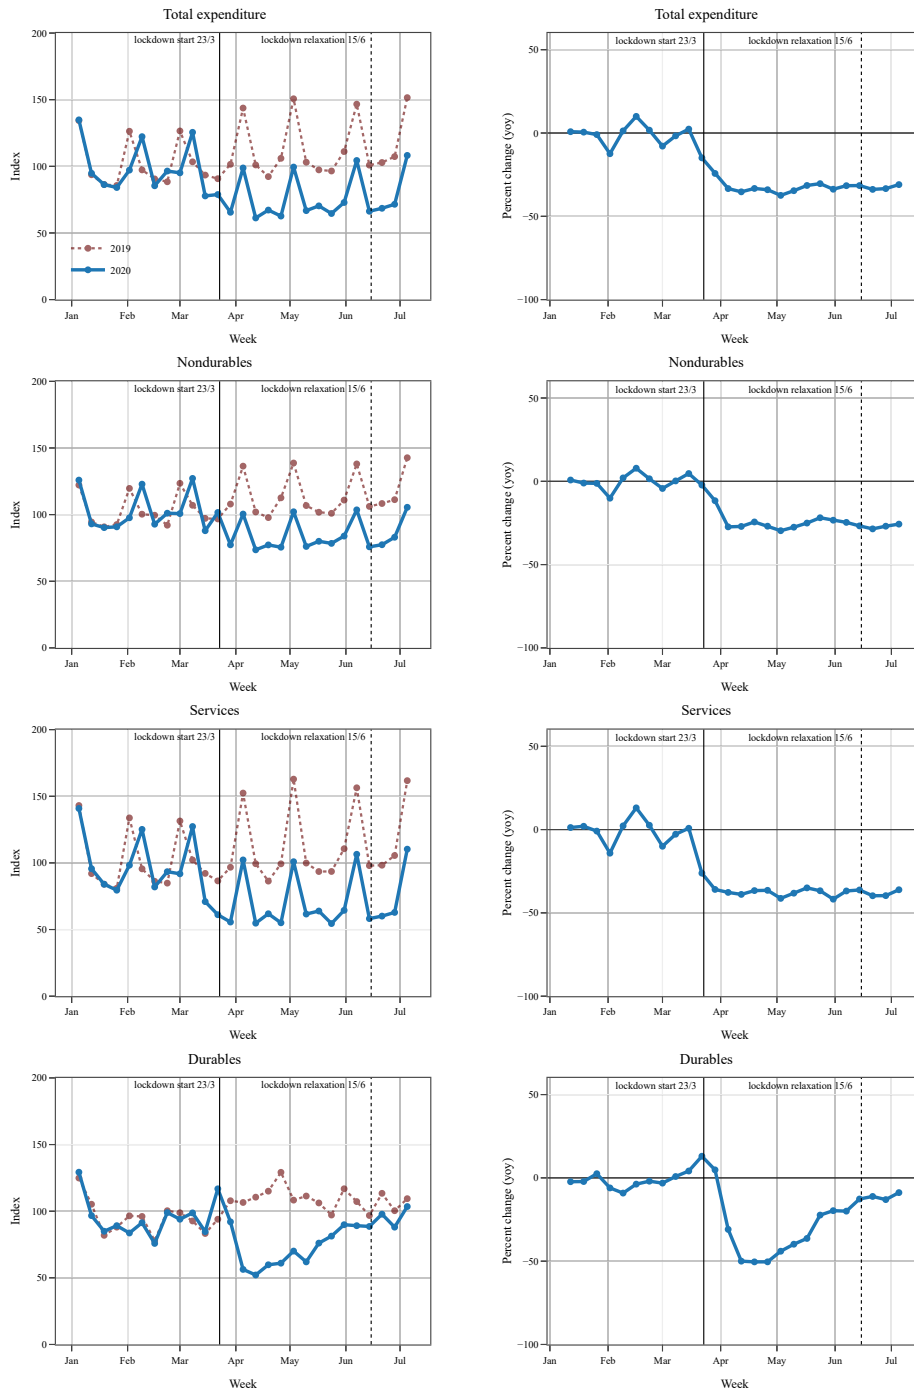 Total expenditure
lockdown start 23/3
lockdown relaxation 15/6
200
150
100
50
0
Index
2019
2020
Jan
Feb
Mar
Apr
May
Jun
Jul
Week
Total expenditure
lockdown start 23/3
lockdown relaxation 15/6
50
0
−50
−100
Percent change (yoy)
Jan
Feb
Mar
Apr
May
Jun
Jul
Week
Nondurables
lockdown start 23/3
lockdown relaxation 15/6
200
150
100
50
0
Index
Jan
Feb
Mar
Apr
May
Jun
Jul
Week
Nondurables
lockdown start 23/3
lockdown relaxation 15/6
50
0
−50
−100
Percent change (yoy)
Jan
Feb
Mar
Apr
May
Jun
Jul
Week
Services
lockdown start 23/3
lockdown relaxation 15/6
200
150
100
50
0
Index
Jan
Feb
Mar
Apr
May
Jun
Jul
Week
Services
lockdown start 23/3
lockdown relaxation 15/6
50
0
−50
−100
Percent change (yoy)
Jan
Feb
Mar
Apr
May
Jun
Jul
Week
Durables
lockdown start 23/3
lockdown relaxation 15/6
200
150
100
50
0
Index
Jan
Feb
Mar
Apr
May
Jun
Jul
Week
Durables
lockdown start 23/3
lockdown relaxation 15/6
50
0
−50
−100
Percent change (yoy)
Jan
Feb
Mar
Apr
May
Jun
Jul
Week